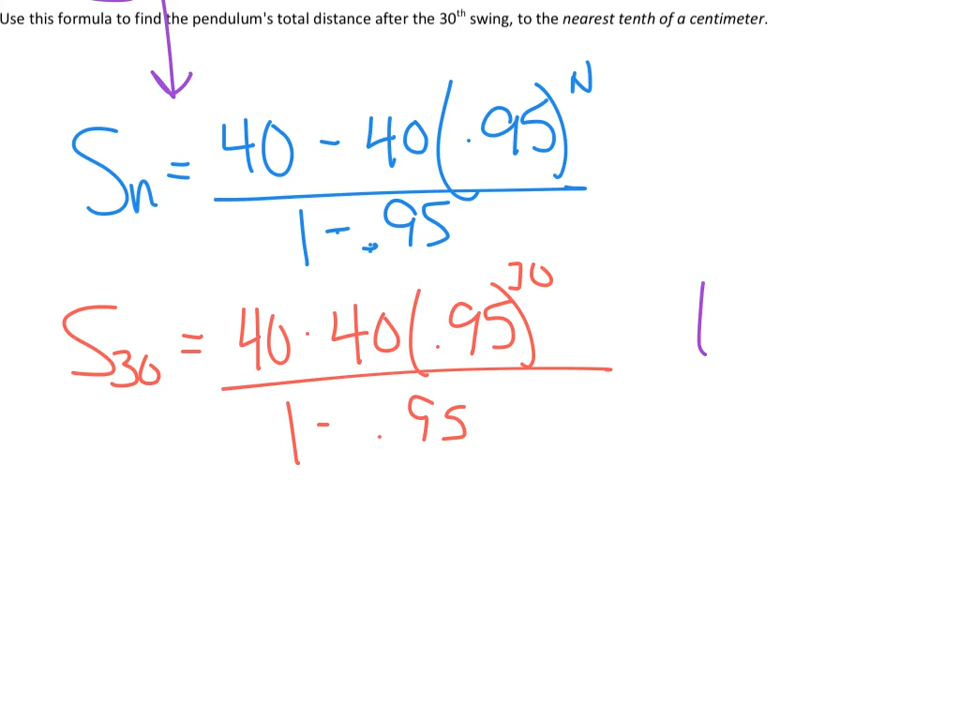 Use this formula to find the pendulum's total distance after the 30th swing, to the nearest tenth of a centimeter.
Sn = 40 - 40(.95)^N
1 - .95
S30 = 40 · 40(.95)^30
1 - .95